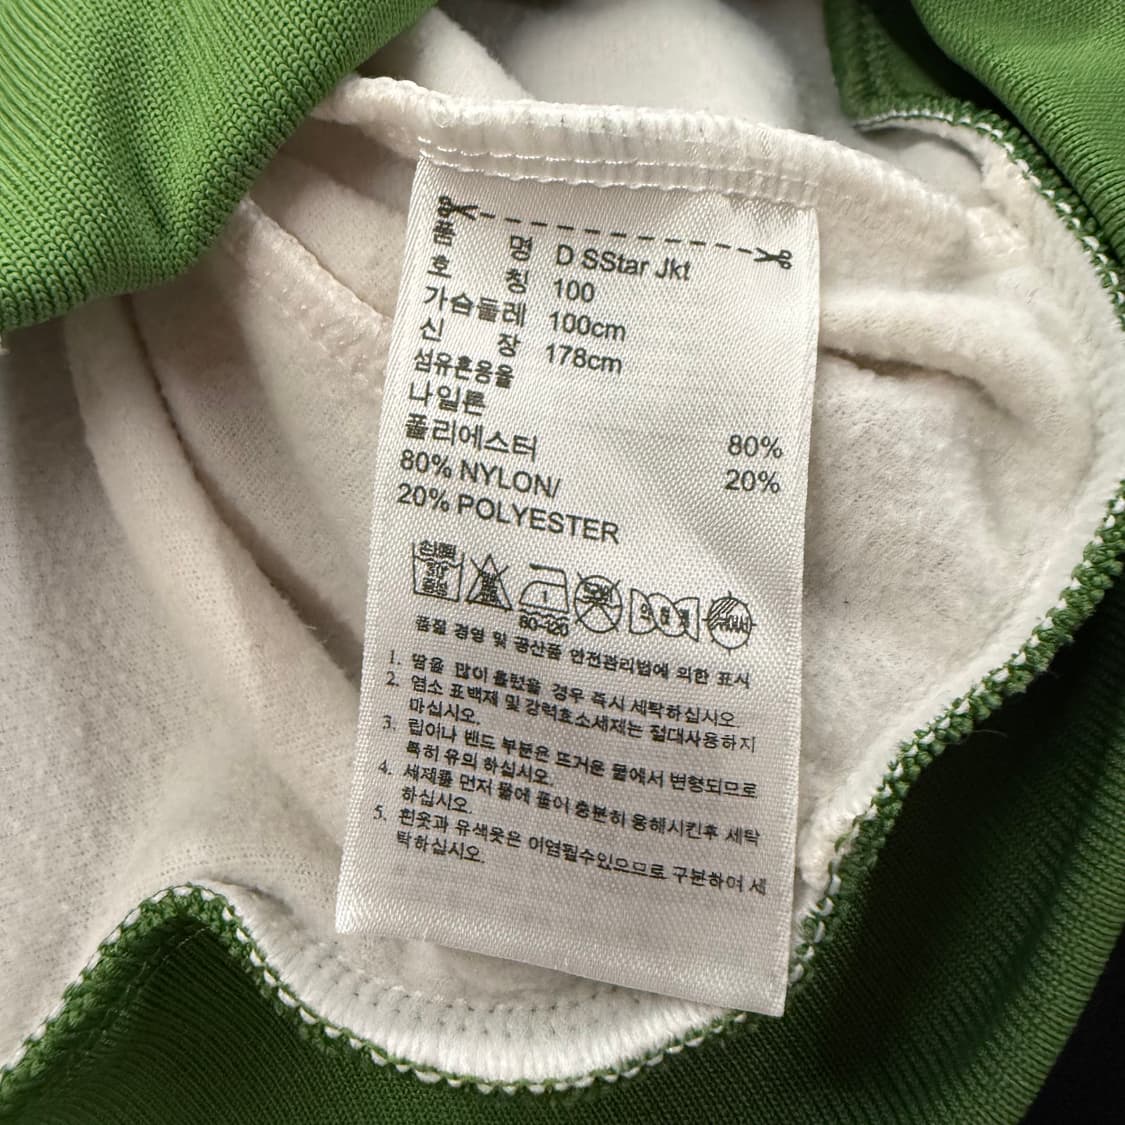 품 명 D SStar Jkt
호 칭 100
가슴둘레 100cm
신 장 178cm
섬유혼용율
나일론 80%
폴리에스터 20%
80% NYLON/
20% POLYESTER
손세탁
30°
중성
1
80~120
품질 경영 및 공산품 안전관리법에 의한 표시
1. 땀을 많이 흘렸을 경우 즉시 세탁하십시오.
2. 염소 표백제 및 강력효소세제는 절대사용하지
마십시오.
3. 립이나 밴드 부분은 뜨거운 물에서 변형되므로
특히 유의 하십시오.
4. 세제를 먼저 물에 풀어 충분히 용해시킨후 세탁
하십시오.
5. 흰옷과 유색옷은 이염될수있으므로 구분하여 세
탁하십시오.